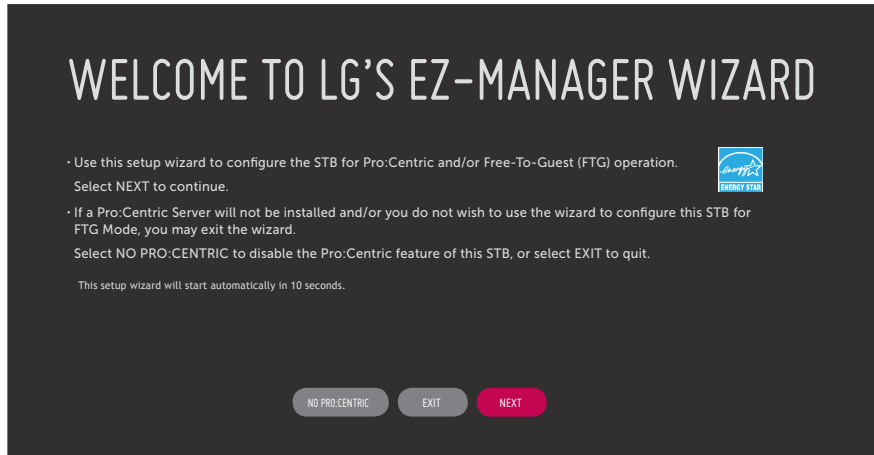 WELCOME TO LG'S EZ-MANAGER WIZARD
· Use this setup wizard to configure the STB for Pro:Centric and/or Free-To-Guest (FTG) operation.
Select NEXT to continue.
energy
ENERGY STAR
· If a Pro:Centric Server will not be installed and/or you do not wish to use the wizard to configure this STB for
FTG Mode, you may exit the wizard.
Select NO PRO:CENTRIC to disable the Pro:Centric feature of this STB, or select EXIT to quit.
This setup wizard will start automatically in 10 seconds.
NO PRO:CENTRIC
EXIT
NEXT